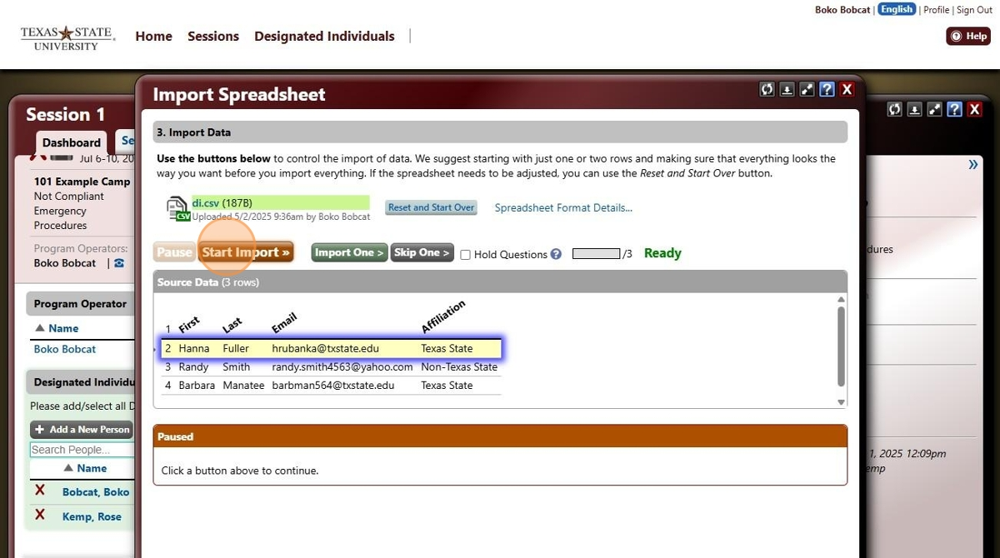 Boko Bobcat | English | Profile | Sign Out
TEXAS STATE
UNIVERSITY
Home Sessions Designated Individuals
Help
Import Spreadsheet
3. Import Data
Use the buttons below to control the import of data. We suggest starting with just one or two rows and making sure that everything looks the
way you want before you import everything. If the spreadsheet needs to be adjusted, you can use the Reset and Start Over button.
CSV
di.csv (187B)
Uploaded 5/2/2025 9:36am by Boko Bobcat
Reset and Start Over
Spreadsheet Format Details...
Pause Start Import » Import One > Skip One > Hold Questions ? /3 Ready
Source Data (3 rows)
1 First Last Email Affiliation
2 Hanna Fuller hrubanka@txstate.edu Texas State
3 Randy Smith randy.smith4563@yahoo.com Non-Texas State
4 Barbara Manatee barbman564@txstate.edu Texas State
Paused
Click a button above to continue.
Session 1
Dashboard Se
Jul 6-10, 20
101 Example Camp
Not Compliant
Emergency
Procedures
Program Operators:
Boko Bobcat |
Program Operator
Name
Boko Bobcat
Designated Individu
Please add/select all D
+ Add a New Person
Search People...
Name
X Bobcat, Boko
X Kemp, Rose
dures
1, 2025 12:09pm
emp